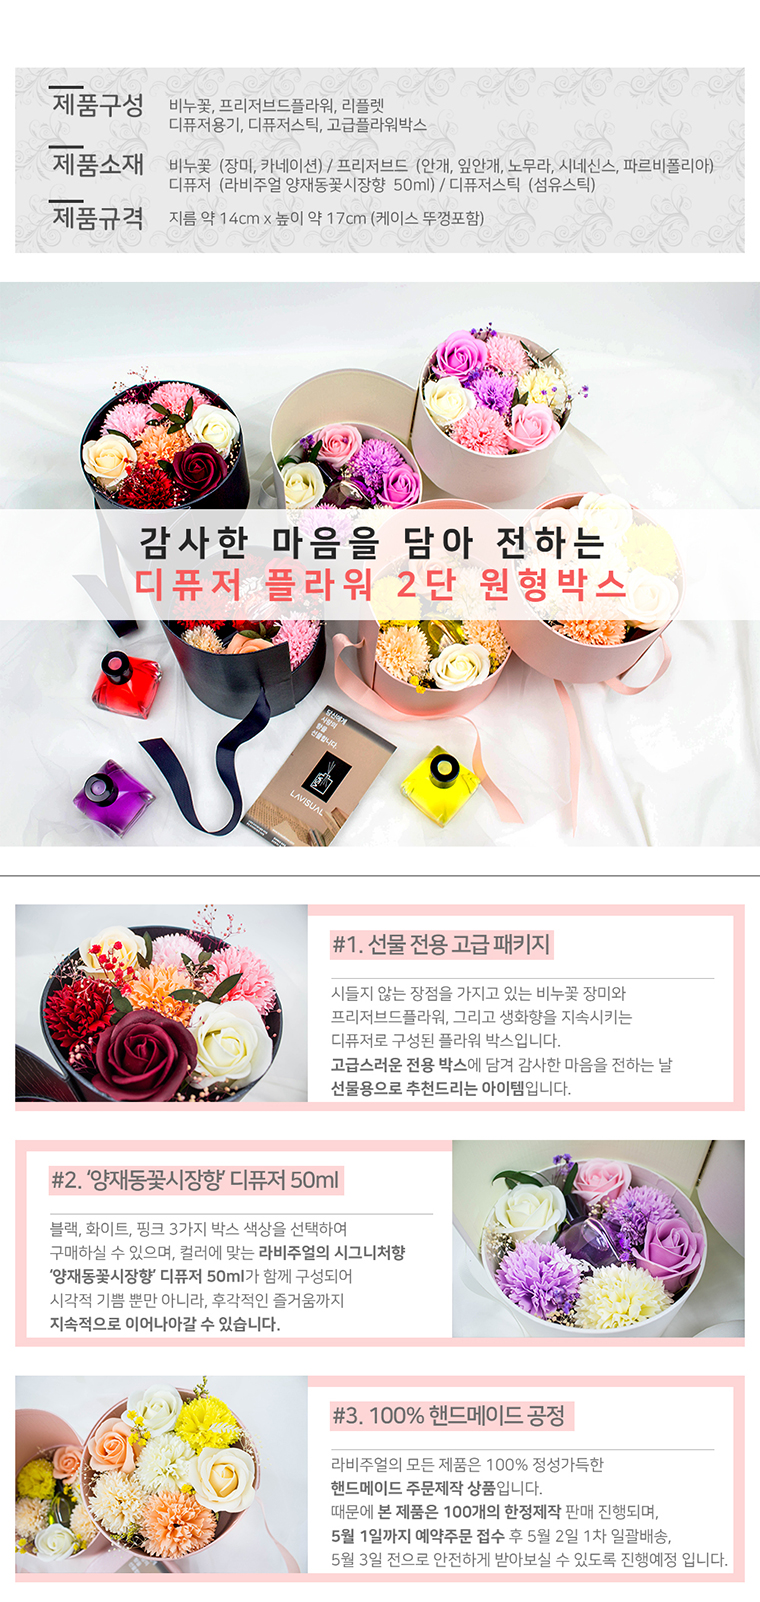 제품구성
비누꽃, 프리저브드플라워, 리플렛
디퓨저용기, 디퓨저스틱, 고급플라워박스
제품소재
비누꽃 (장미, 카네이션) / 프리저브드 (안개, 잎안개, 노무라, 시네신스, 파르비폴리아)
디퓨저 (라비주얼 양재동꽃시장향 50ml) / 디퓨저스틱 (섬유스틱)
제품규격
지름 약 14cm x 높이 약 17cm (케이스 뚜껑포함)
감사한 마음을 담아 전하는
디퓨저 플라워 2단 원형박스
당신에게
사랑의
향을
선물합니다.
LAVISUAL
#1. 선물 전용 고급 패키지
시들지 않는 장점을 가지고 있는 비누꽃 장미와
프리저브드플라워, 그리고 생화향을 지속시키는
디퓨저로 구성된 플라워 박스입니다.
고급스러운 전용 박스에 담겨 감사한 마음을 전하는 날
선물용으로 추천드리는 아이템입니다.
#2. ‘양재동꽃시장향’ 디퓨저 50ml
블랙, 화이트, 핑크 3가지 박스 색상을 선택하여
구매하실 수 있으며, 컬러에 맞는 라비주얼의 시그니처향
‘양재동꽃시장향’ 디퓨저 50ml가 함께 구성되어
시각적 기쁨 뿐만 아니라, 후각적인 즐거움까지
지속적으로 이어나아갈 수 있습니다.
#3. 100% 핸드메이드 공정
라비주얼의 모든 제품은 100% 정성가득한
핸드메이드 주문제작 상품입니다.
때문에 본 제품은 100개의 한정제작 판매 진행되며,
5월 1일까지 예약주문 접수 후 5월 2일 1차 일괄배송,
5월 3일 전으로 안전하게 받아보실 수 있도록 진행예정 입니다.